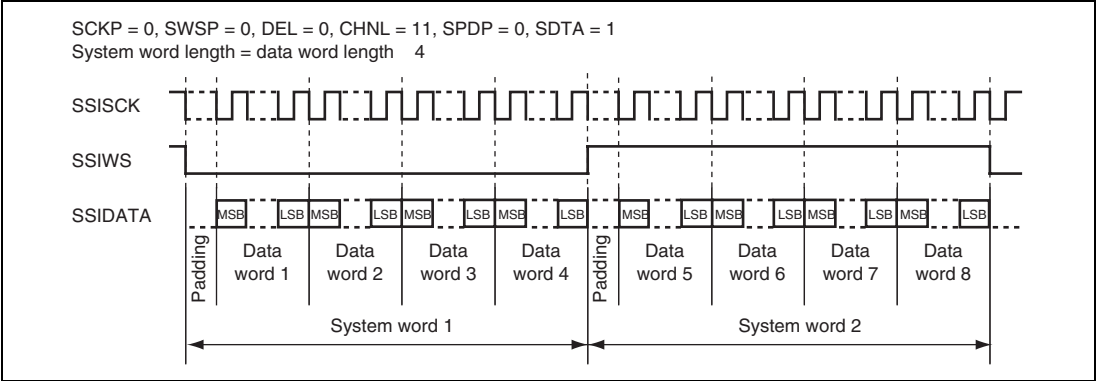 SCKP = 0, SWSP = 0, DEL = 0, CHNL = 11, SPDP = 0, SDTA = 1
System word length = data word length 4
SSISCK
SSIWS
SSIDATA
MSB LSB MSB LSB MSB LSB MSB LSB MSB LSB MSB LSB MSB LSB MSB LSB
Padding
Data
word 1
Data
word 2
Data
word 3
Data
word 4
Padding
Data
word 5
Data
word 6
Data
word 7
Data
word 8
System word 1
System word 2